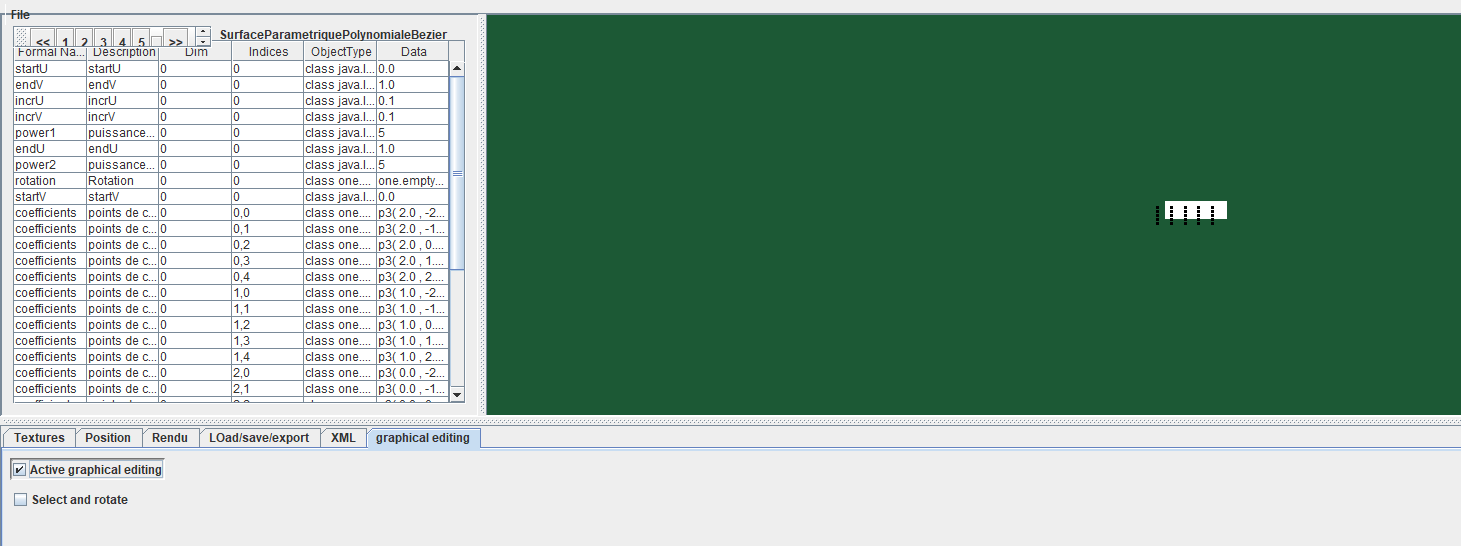 File
<< 1 2 3 4 5 >> SurfaceParametriquePolynomialeBezier
Formal Na... Description Dim Indices ObjectType Data
startU startU 0 0 class java.l... 0.0
endV endV 0 0 class java.l... 1.0
incrU incrU 0 0 class java.l... 0.1
incrV incrV 0 0 class java.l... 0.1
power1 puissance... 0 0 class java.l... 5
endU endU 0 0 class java.l... 1.0
power2 puissance... 0 0 class java.l... 5
rotation Rotation 0 0 class one.... one.empty...
startV startV 0 0 class java.l... 0.0
coefficients points de c... 0 0,0 class one.... p3( 2.0 , -2...
coefficients points de c... 0 0,1 class one.... p3( 2.0 , -1...
coefficients points de c... 0 0,2 class one.... p3( 2.0 , 0....
coefficients points de c... 0 0,3 class one.... p3( 2.0 , 1....
coefficients points de c... 0 0,4 class one.... p3( 2.0 , 2....
coefficients points de c... 0 1,0 class one.... p3( 1.0 , -2...
coefficients points de c... 0 1,1 class one.... p3( 1.0 , -1...
coefficients points de c... 0 1,2 class one.... p3( 1.0 , 0....
coefficients points de c... 0 1,3 class one.... p3( 1.0 , 1....
coefficients points de c... 0 1,4 class one.... p3( 1.0 , 2....
coefficients points de c... 0 2,0 class one.... p3( 0.0 , -2...
coefficients points de c... 0 2,1 class one.... p3( 0.0 , -1...
Textures Position Rendu LOad/save/export XML graphical editing
Active graphical editing
Select and rotate